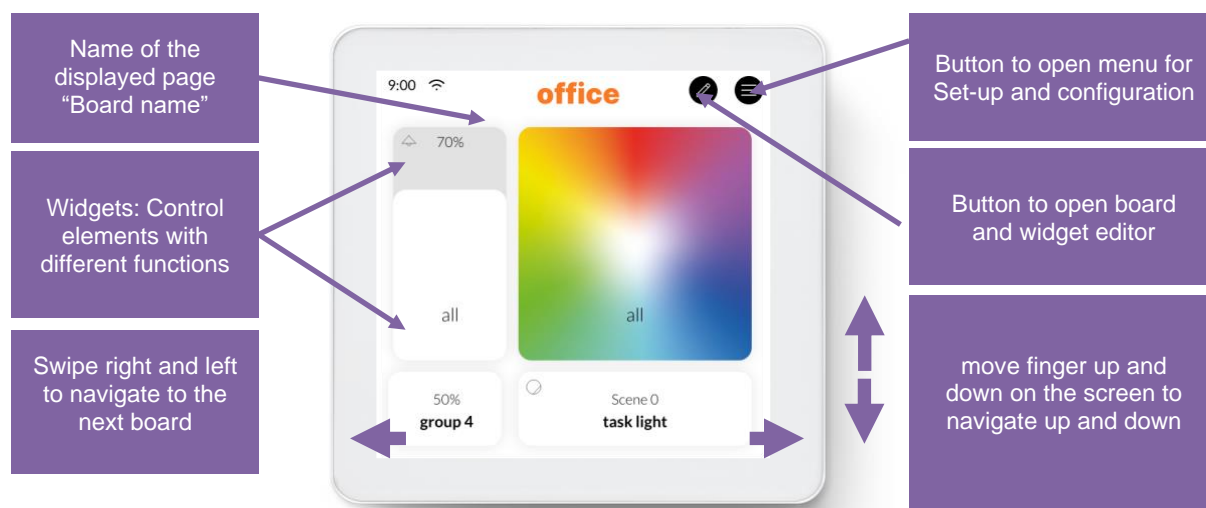 Name of the
displayed page
“Board name”
Widgets: Control
elements with
different functions
Swipe right and left
to navigate to the
next board
9:00
office
70%
all
all
50%
group 4
Scene 0
task light
Button to open menu for
Set-up and configuration
Button to open board
and widget editor
move finger up and
down on the screen to
navigate up and down